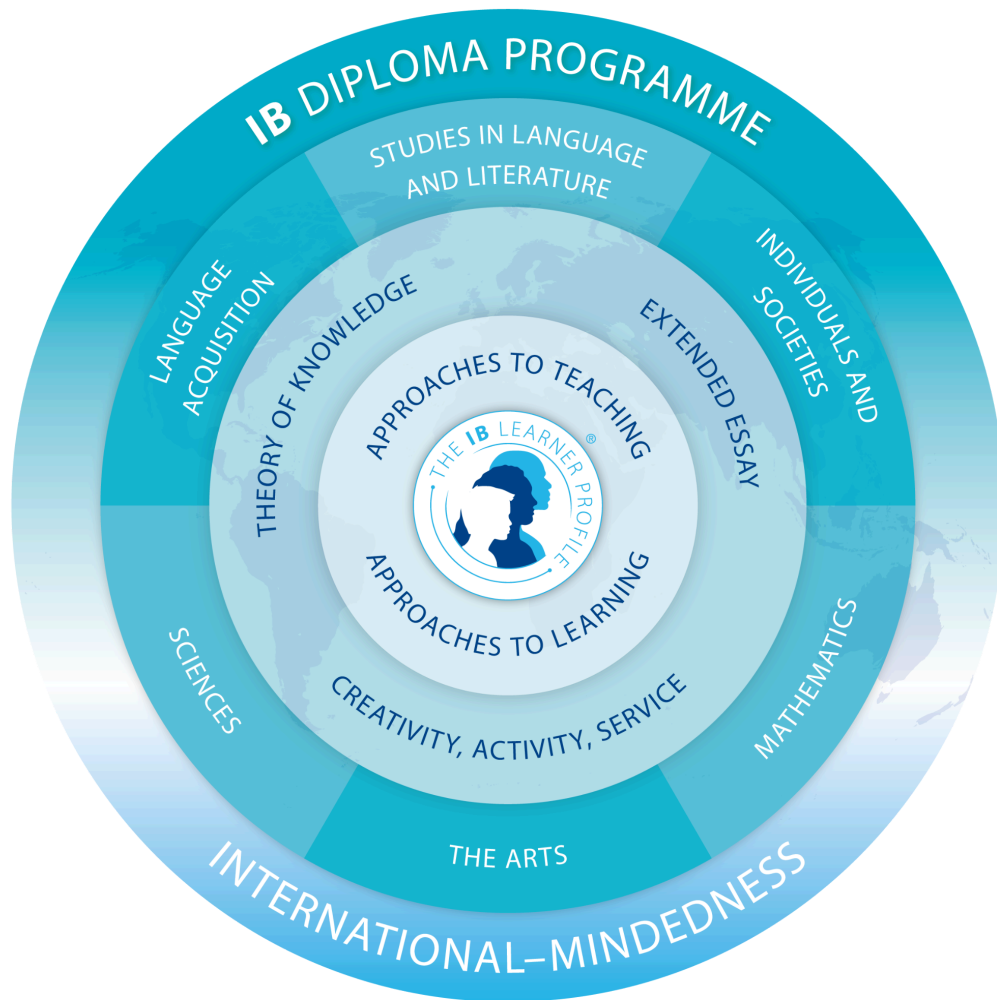 IB DIPLOMA PROGRAMME
STUDIES IN LANGUAGE
AND LITERATURE
LANGUAGE
ACQUISITION
INDIVIDUALS AND
SOCIETIES
THEORY OF KNOWLEDGE
EXTENDED ESSAY
APPROACHES TO TEACHING
THE IB LEARNER PROFILE
®
APPROACHES TO LEARNING
SCIENCES
MATHEMATICS
CREATIVITY, ACTIVITY, SERVICE
THE ARTS
INTERNATIONAL–MINDEDNESS